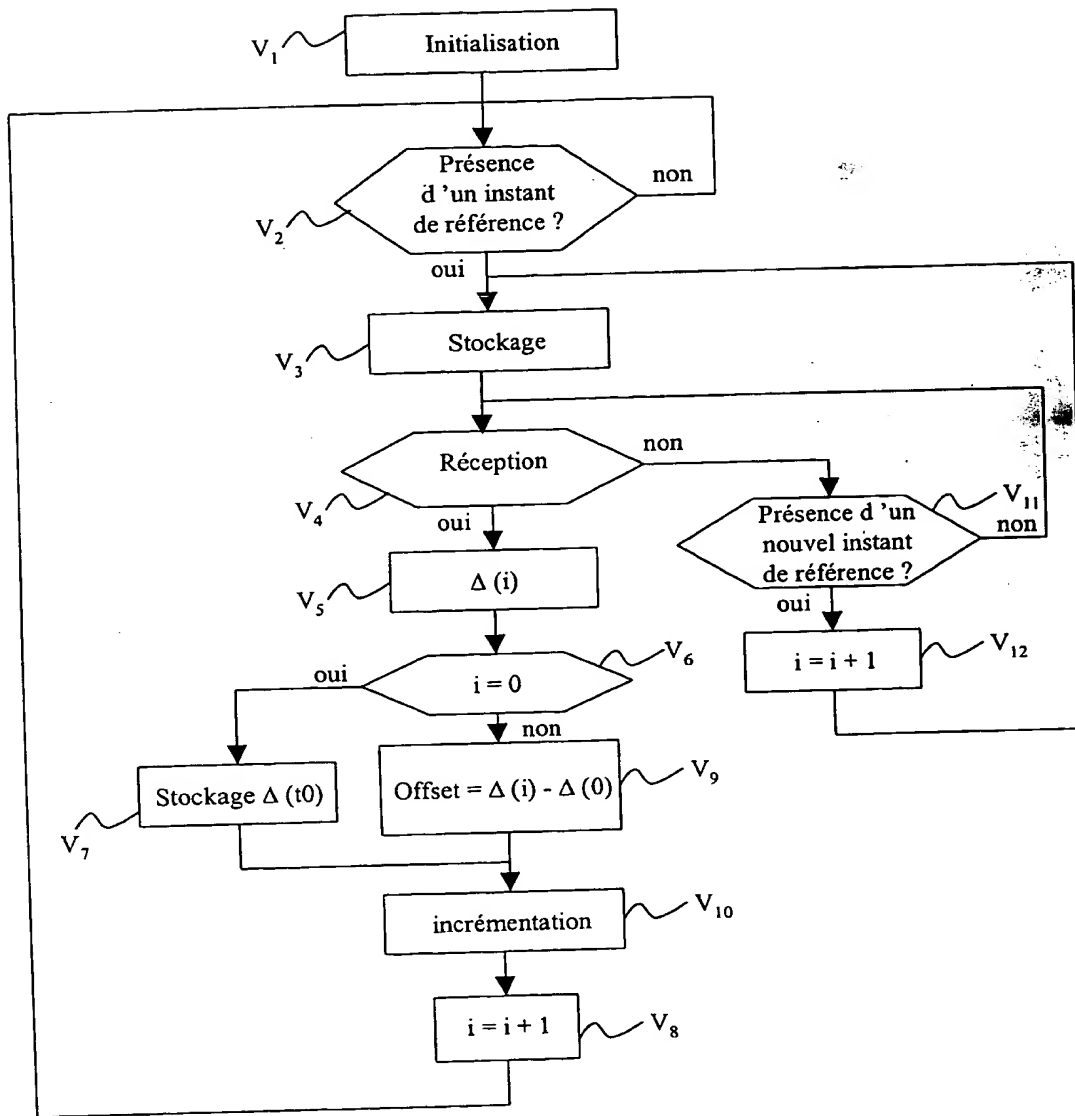 V1
Initialisation
Présence
d 'un instant
de référence ?
non
V2
oui
Stockage
V3
Réception
non
V4
oui
V11
Présence d 'un
nouvel instant
de référence ?
non
oui
Δ (i)
V5
V6
i = 0
oui
non
i = i + 1
V12
Stockage Δ (t0)
V7
Offset = Δ (i) - Δ (0)
V9
incrémentation
V10
i = i + 1
V8